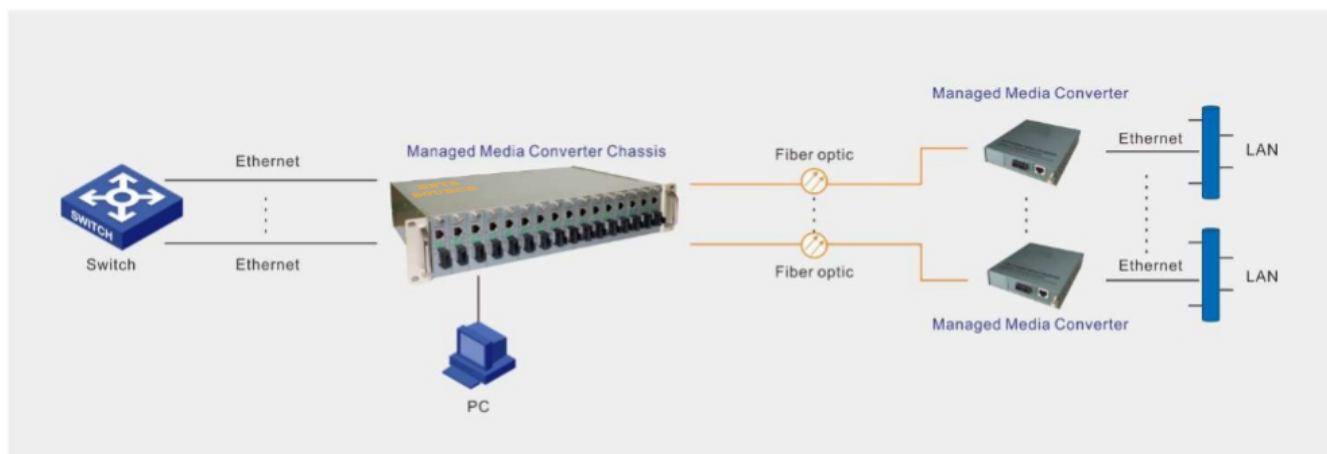 Managed Media Converter
Ethernet
Managed Media Converter Chassis
Fiber optic
Ethernet
LAN
SWITCH
Switch
Ethernet
Fiber optic
Ethernet
LAN
Managed Media Converter
PC